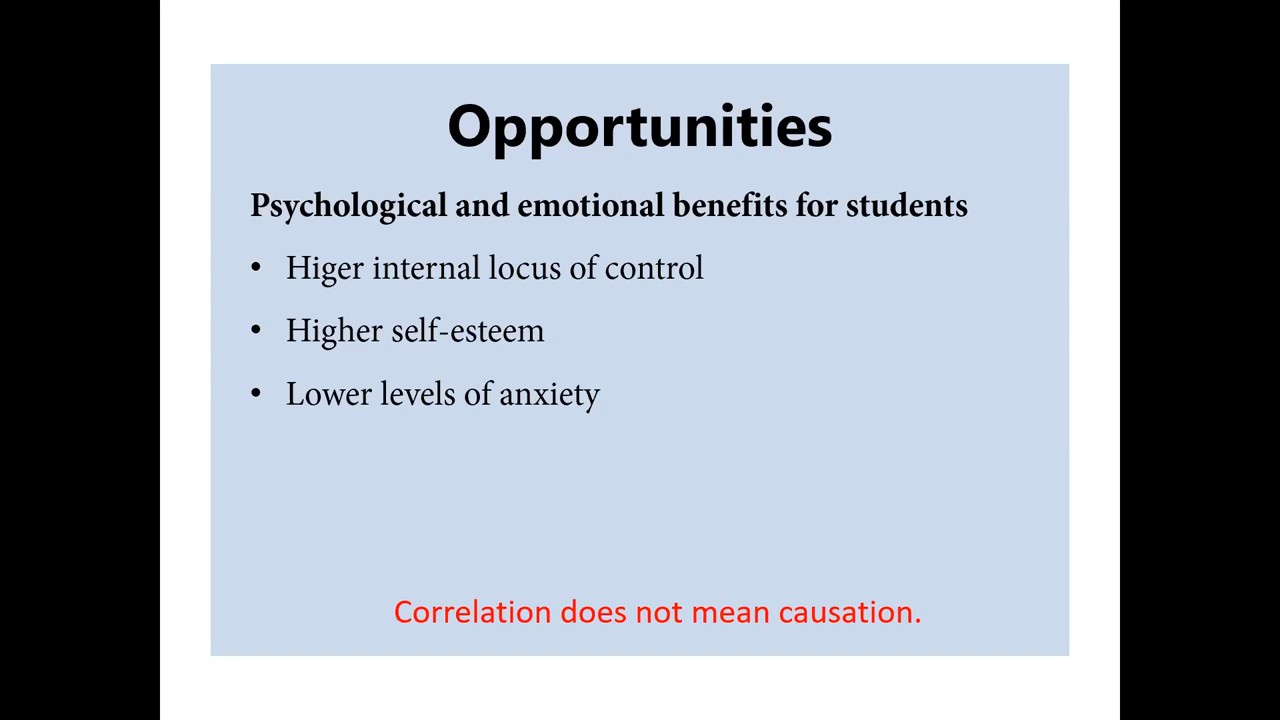 Opportunities
Psychological and emotional benefits for students
• Higer internal locus of control
• Higher self-esteem
• Lower levels of anxiety
Correlation does not mean causation.